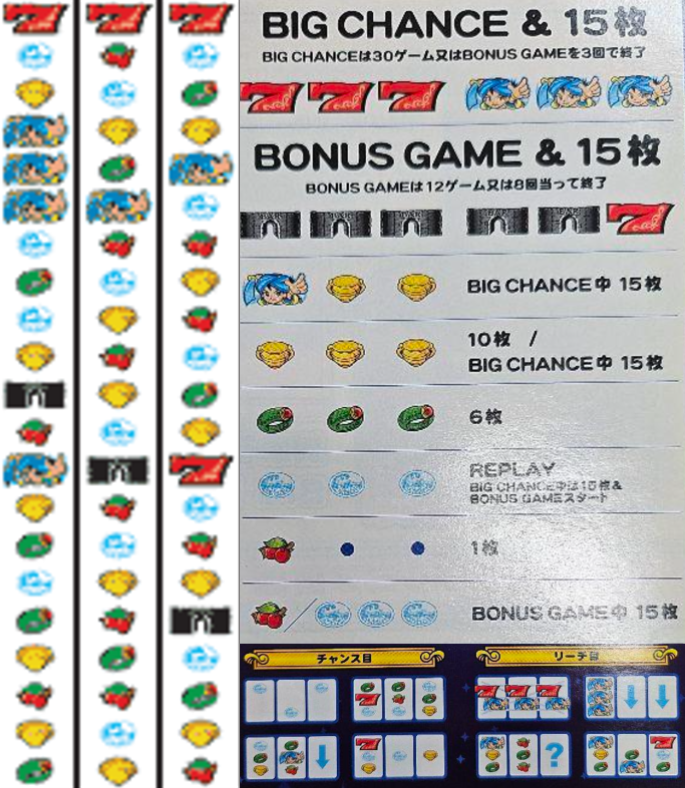 BIG CHANCE & 15枚
BIG CHANCEは30ゲーム又はBONUS GAMEを3回で終了
BONUS GAME & 15枚
BONUS GAMEは12ゲーム又は8回当って終了
BIG CHANCE中 15枚
10枚 /
BIG CHANCE中 15枚
6枚
REPLAY
BIG CHANCE中は15枚&
BONUS GAMEスタート
1枚
BONUS GAME中 15枚
チャンス目
リーチ目
?